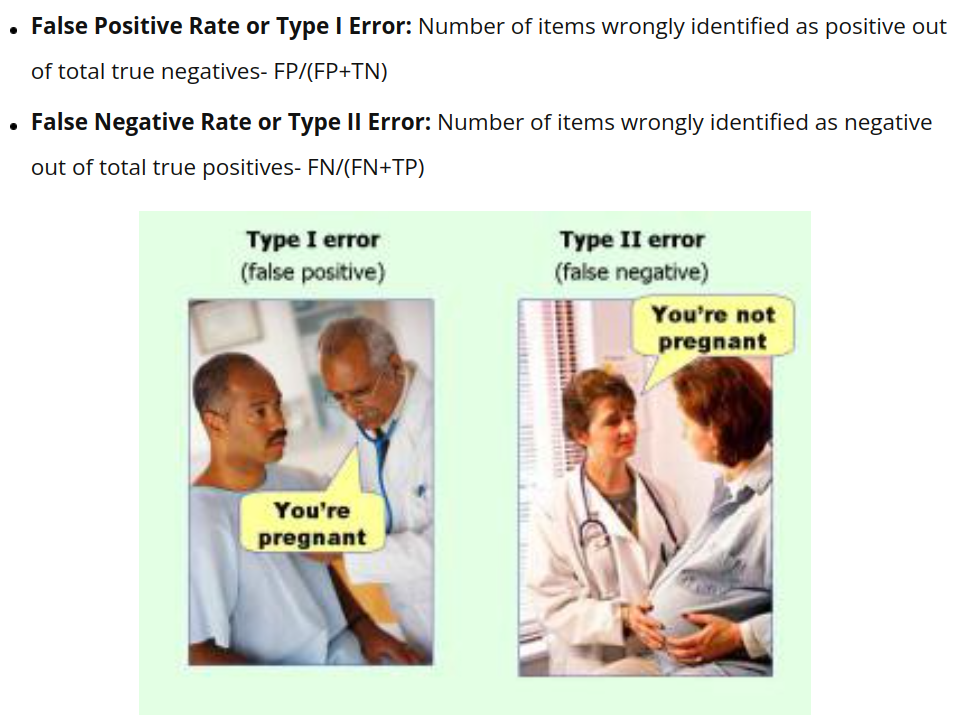 • False Positive Rate or Type I Error: Number of items wrongly identified as positive out
of total true negatives- FP/(FP+TN)
• False Negative Rate or Type II Error: Number of items wrongly identified as negative
out of total true positives- FN/(FN+TP)
Type I error
(false positive)
You're
pregnant
Type II error
(false negative)
You're not
pregnant